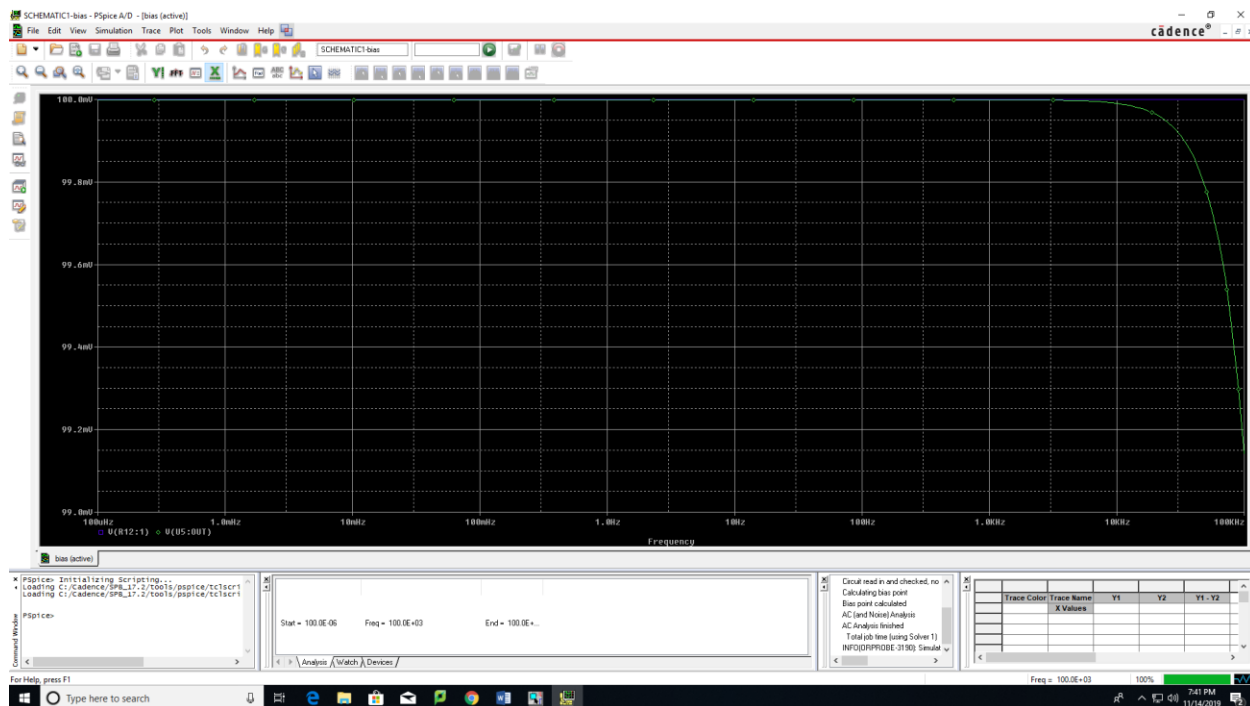 SCHEMATIC1-bias - PSpice A/D - [bias (active)]
File Edit View Simulation Trace Plot Tools Window Help
cādence®
SCHEMATIC1-bias
100.0mV
99.8mV
99.6mV
99.4mV
99.2mV
99.0mV
100uHz 1.0mHz 10mHz 100mHz 1.0Hz 10Hz 100Hz 1.0KHz 10KHz 100KHz
V(R12:1) V(U5:OUT)
Frequency
bias (active)
Command Window
PSpice> Initializing Scripting...
Loading C:/Cadence/SPB_17.2/tools/pspice/tclscri
Loading C:/Cadence/SPB_17.2/tools/pspice/tclscri
PSpice>
Start = 100.0E-06 Freq = 100.0E+03 End = 100.0E+...
Analysis Watch Devices
Circuit read in and checked, no
Calculating bias point
Bias point calculated
AC (and Noise) Analysis
AC Analysis finished
Total job time (using Solver 1)
INFO(ORPROBE-3190): Simulat
Trace Color Trace Name Y1 Y2 Y1 - Y2
X Values
For Help, press F1
Freq = 100.0E+03 100%
Type here to search
7:41 PM
11/14/2019